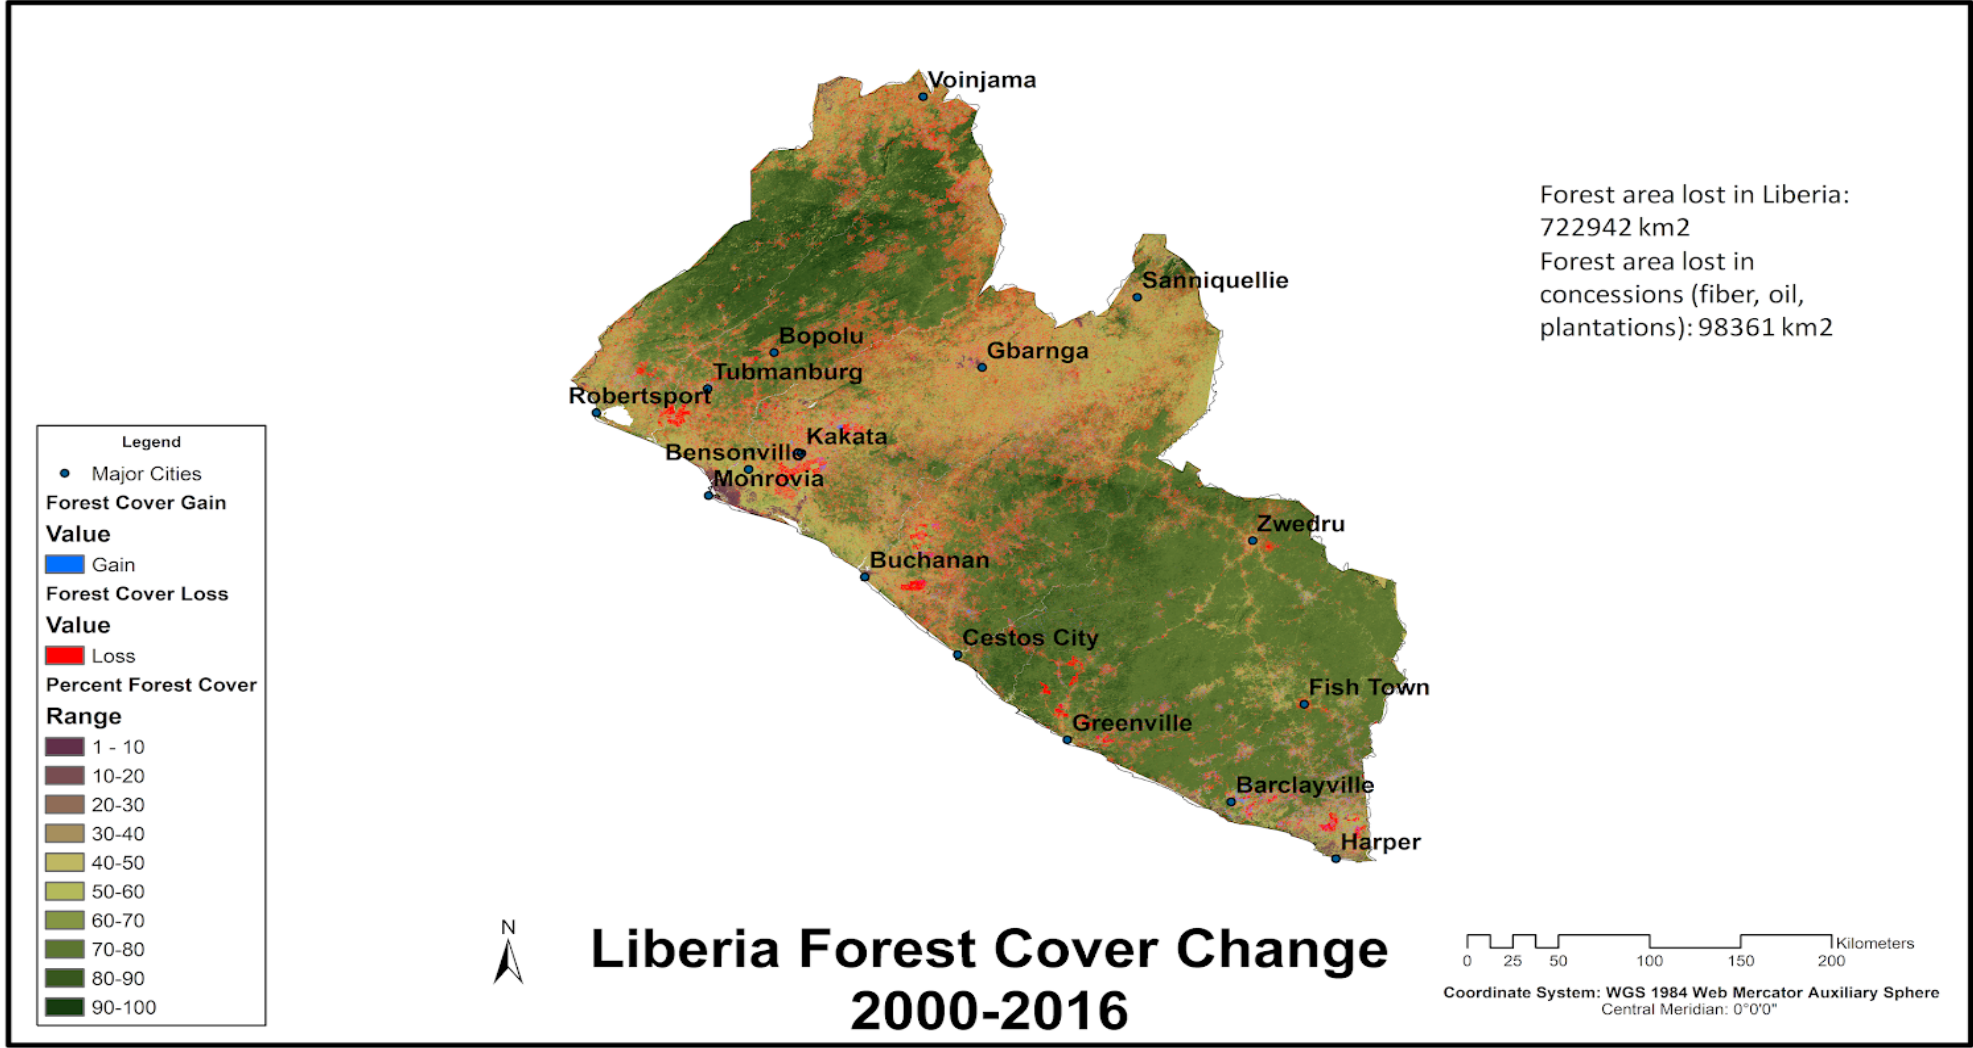 Voinjama
Sanniquellie
Bopolu
Gbarnga
Tubmanburg
Robertsport
Kakata
Bensonville
Monrovia
Zwedru
Buchanan
Cestos City
Fish Town
Greenville
Barclayville
Harper
Forest area lost in Liberia:
722942 km2
Forest area lost in
concessions (fiber, oil,
plantations): 98361 km2
Legend
Major Cities
Forest Cover Gain
Value
Gain
Forest Cover Loss
Value
Loss
Percent Forest Cover
Range
1 - 10
10-20
20-30
30-40
40-50
50-60
60-70
70-80
80-90
90-100
N
Liberia Forest Cover Change
2000-2016
Kilometers
0 25 50 100 150 200
Coordinate System: WGS 1984 Web Mercator Auxiliary Sphere
Central Meridian: 0°0'0"